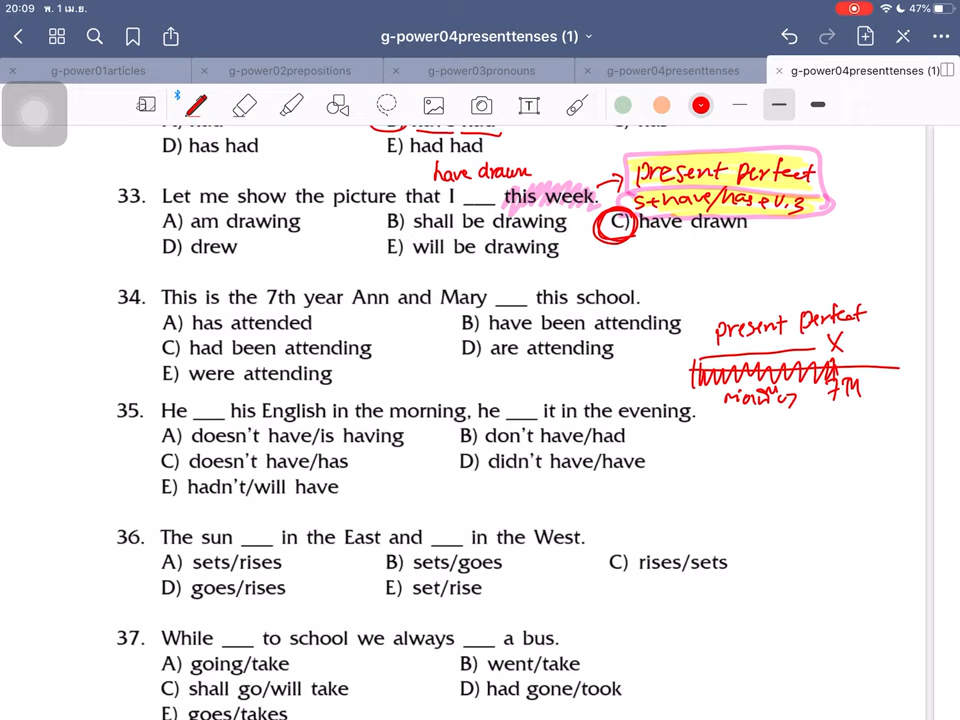 20:09 พ. 1 เม.ย. 47%
g-power04presenttenses (1)
g-power01articles g-power02prepositions g-power03pronouns g-power04presenttenses g-power04presenttenses (1)
D) has had E) had had
have drawn
present perfect
33. Let me show the picture that I ___ this week.
S+have/has+V.3
A) am drawing B) shall be drawing C) have drawn
D) drew E) will be drawing
34. This is the 7th year Ann and Mary ___ this school.
A) has attended B) have been attending
present perfect
C) had been attending D) are attending
X
E) were attending
35. He ___ his English in the morning, he ___ it in the evening.
A) doesn't have/is having B) don't have/had
C) doesn't have/has D) didn't have/have
E) hadn't/will have
36. The sun ___ in the East and ___ in the West.
A) sets/rises B) sets/goes C) rises/sets
D) goes/rises E) set/rise
37. While ___ to school we always ___ a bus.
A) going/take B) went/take
C) shall go/will take D) had gone/took
E) goes/takes